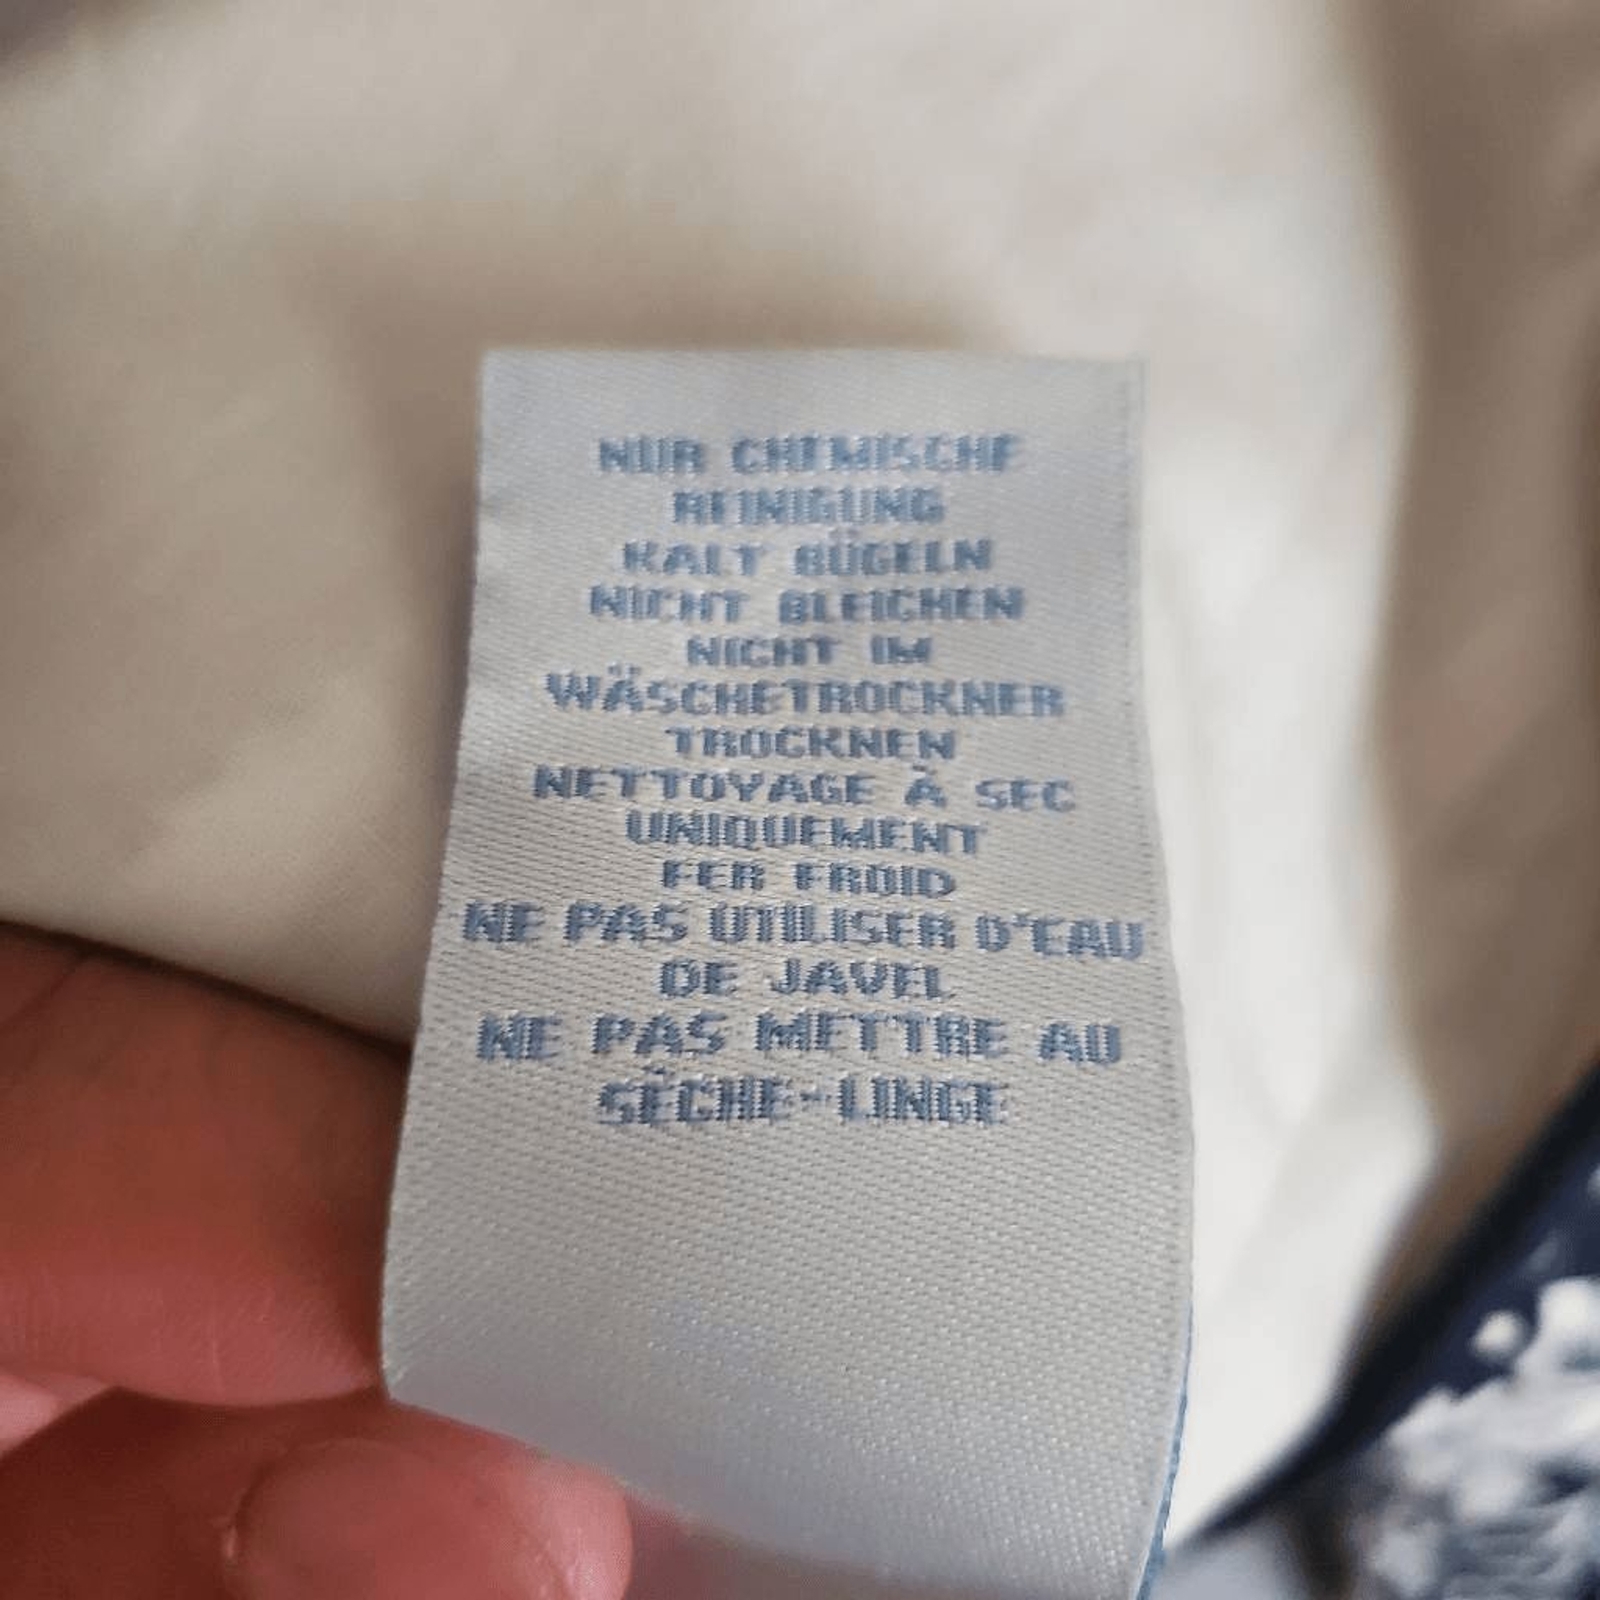 NUR CHEMISCHE
REINIGUNG
KALT BÜGELN
NICHT BLEICHEN
NICHT IM
WÄSCHETROCKNER
TROCKNEN
NETTOYAGE À SEC
UNIQUEMENT
FER FROID
NE PAS UTILISER D'EAU
DE JAVEL
NE PAS METTRE AU
SÈCHE-LINGE